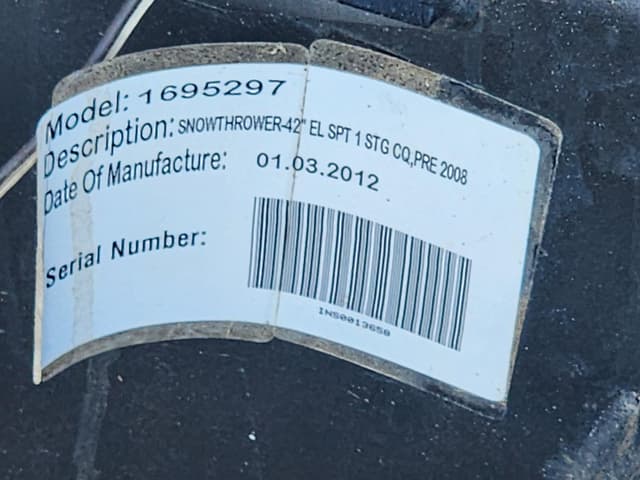 Model: 1695297
Description: SNOWTHROWER-42" EL SPT 1 STG CQ,PRE 2008
Date Of Manufacture: 01.03.2012
Serial Number:
INS0013650